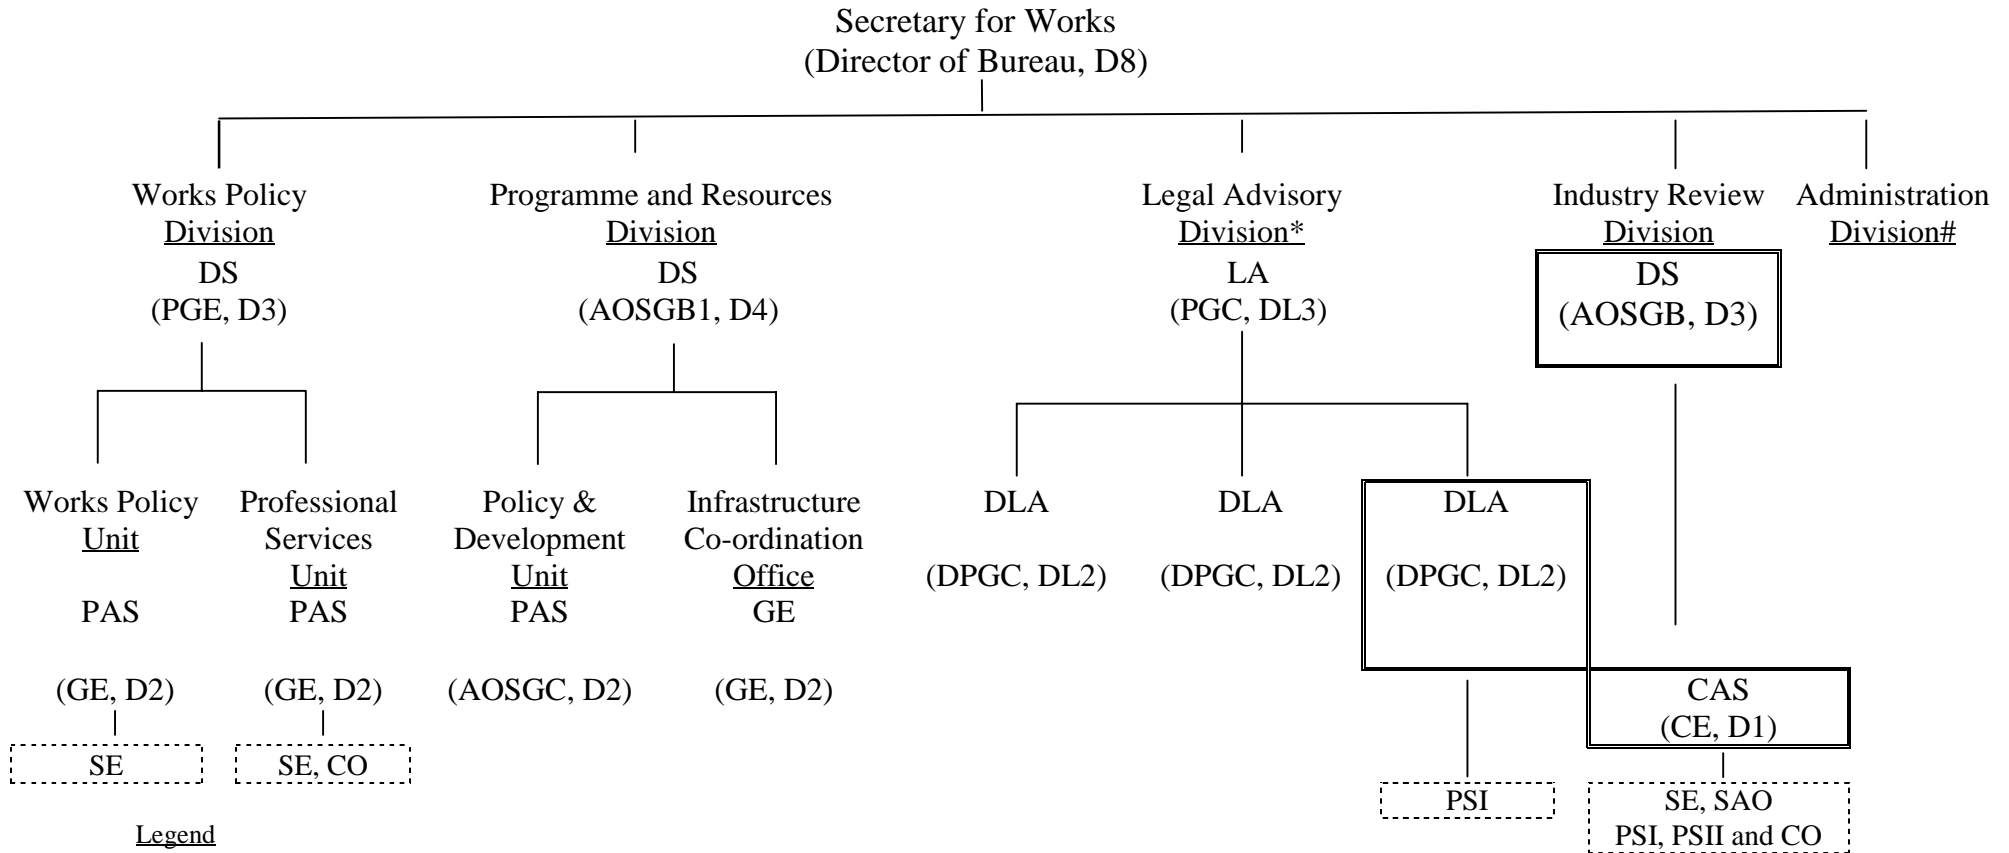 Secretary for Works
(Director of Bureau, D8)
Works Policy
Division
DS
(PGE, D3)
Programme and Resources
Division
DS
(AOSGB1, D4)
Legal Advisory
Division*
LA
(PGC, DL3)
Industry Review
Division
DS
(AOSGB, D3)
Administration
Division#
Works Policy
Unit
PAS
(GE, D2)
SE
Professional
Services
Unit
PAS
(GE, D2)
SE, CO
Policy &
Development
Unit
PAS
(AOSGC, D2)
Infrastructure
Co-ordination
Office
GE
(GE, D2)
DLA
(DPGC, DL2)
DLA
(DPGC, DL2)
DLA
(DPGC, DL2)
PSI
CAS
(CE, D1)
SE, SAO
PSI, PSII and CO
Legend